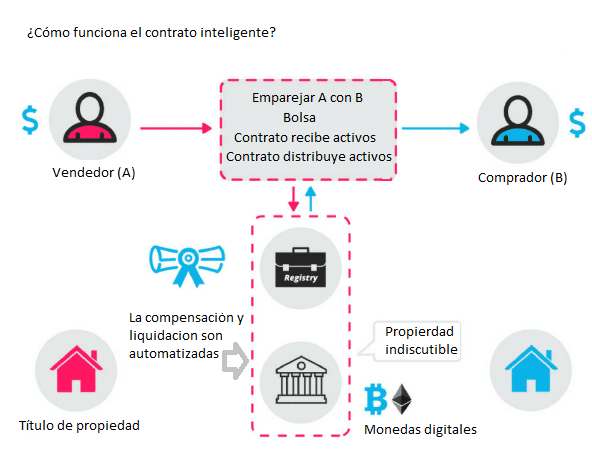 ¿Cómo funciona el contrato inteligente?
$
Emparejar A con B
Bolsa
Contrato recibe activos
Contrato distribuye activos
$
Vendedor (A)
Comprador (B)
Registry
La compensación y
liquidacion son
automatizadas
Propierdad
indiscutible
Título de propiedad
Monedas digitales